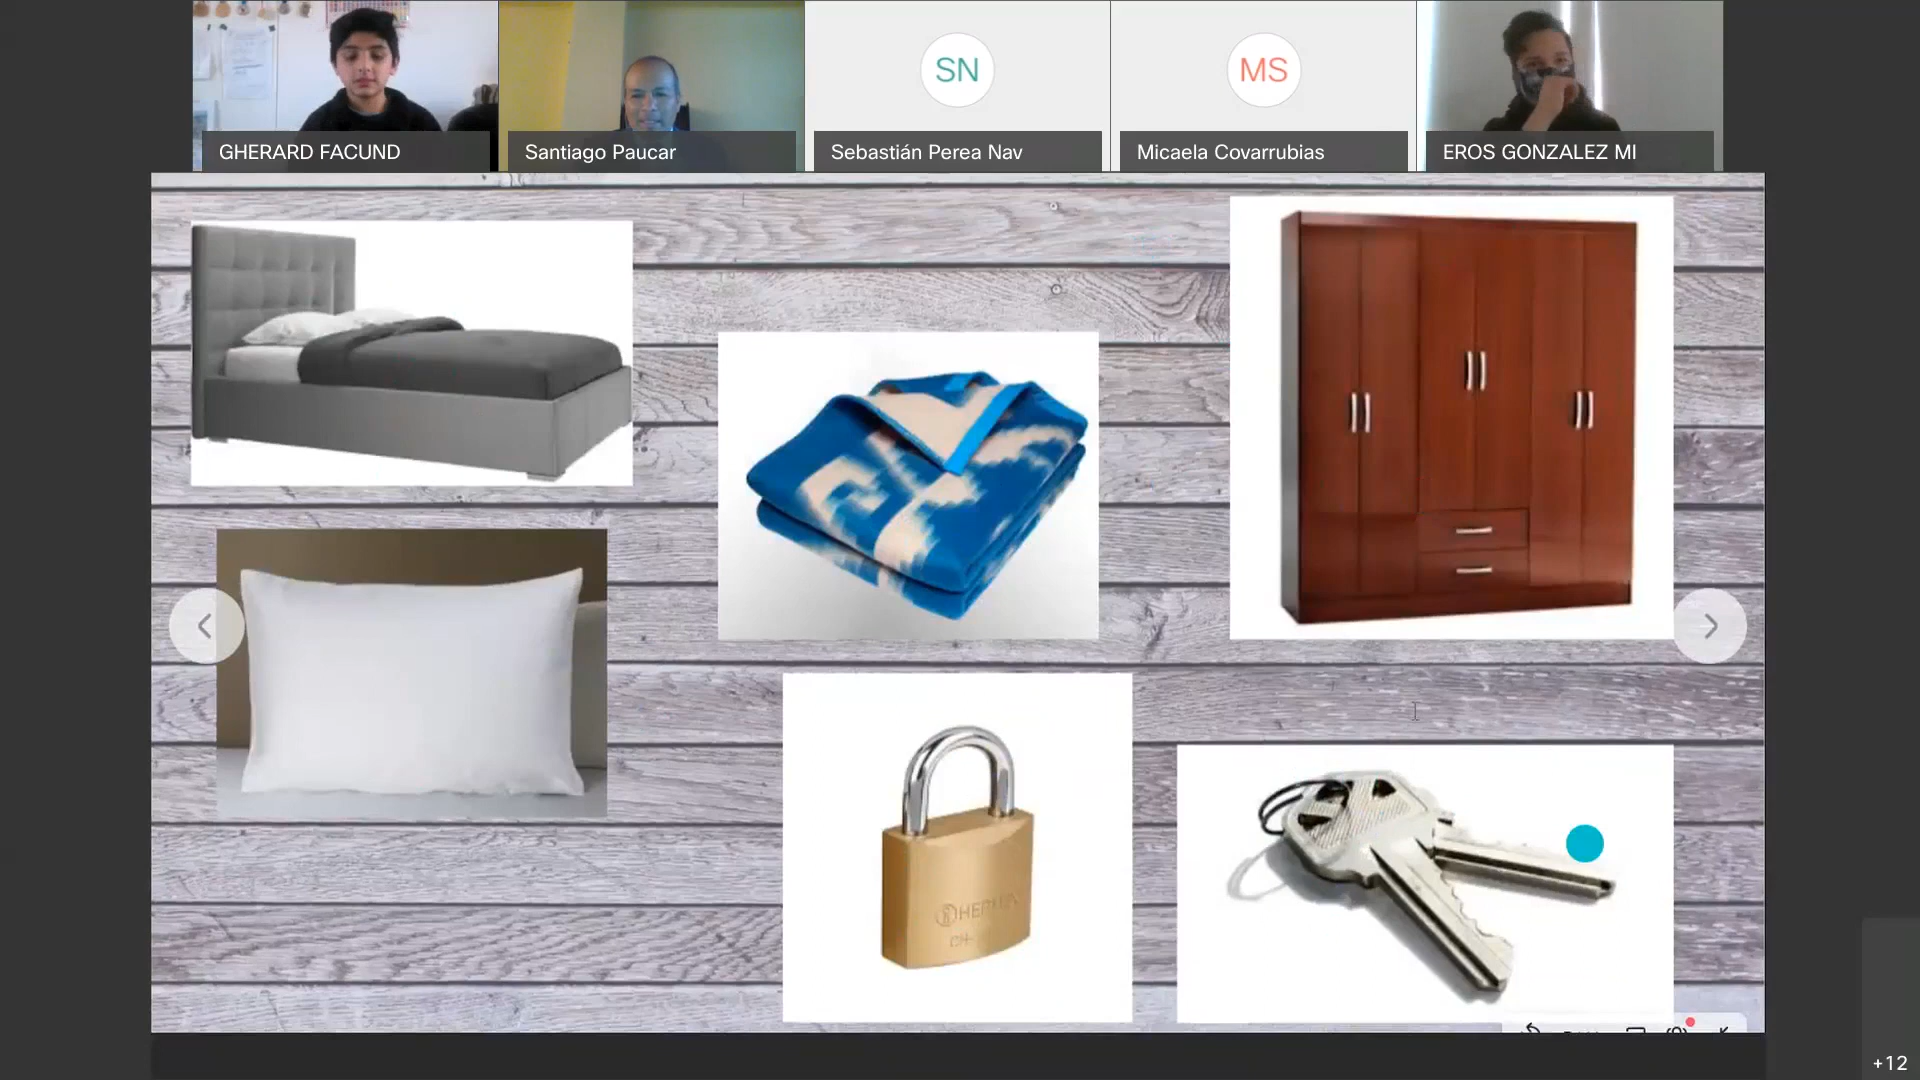 SN
MS
GHERARD FACUND
Santiago Paucar
Sebastián Perea Nav
Micaela Covarrubias
EROS GONZALEZ MI
+12